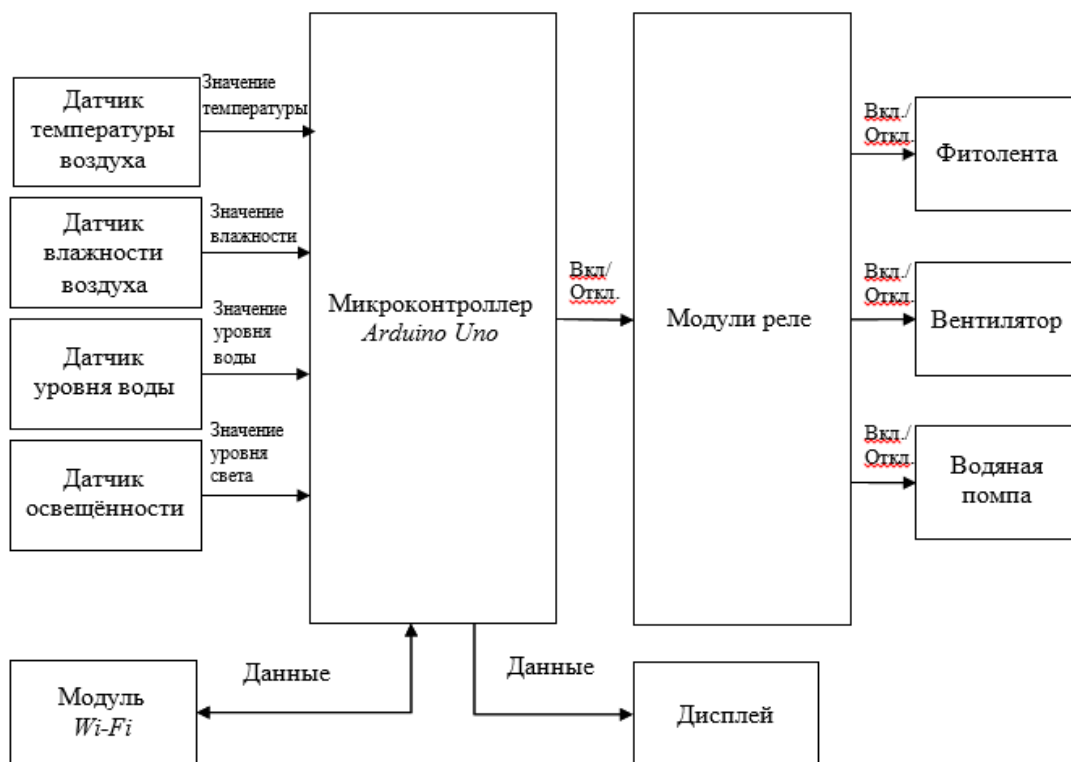 Датчик
температуры
воздуха
Значение
температуры
Датчик
влажности
воздуха
Значение
влажности
Датчик
уровня воды
Значение
уровня
воды
Датчик
освещённости
Значение
уровня
света
Микроконтроллер
Arduino Uno
Вкл/
Откл.
Модули реле
Вкл./
Откл.
Фитолента
Вкл./
Откл.
Вентилятор
Вкл./
Откл.
Водяная
помпа
Модуль
Wi-Fi
Данные
Данные
Дисплей